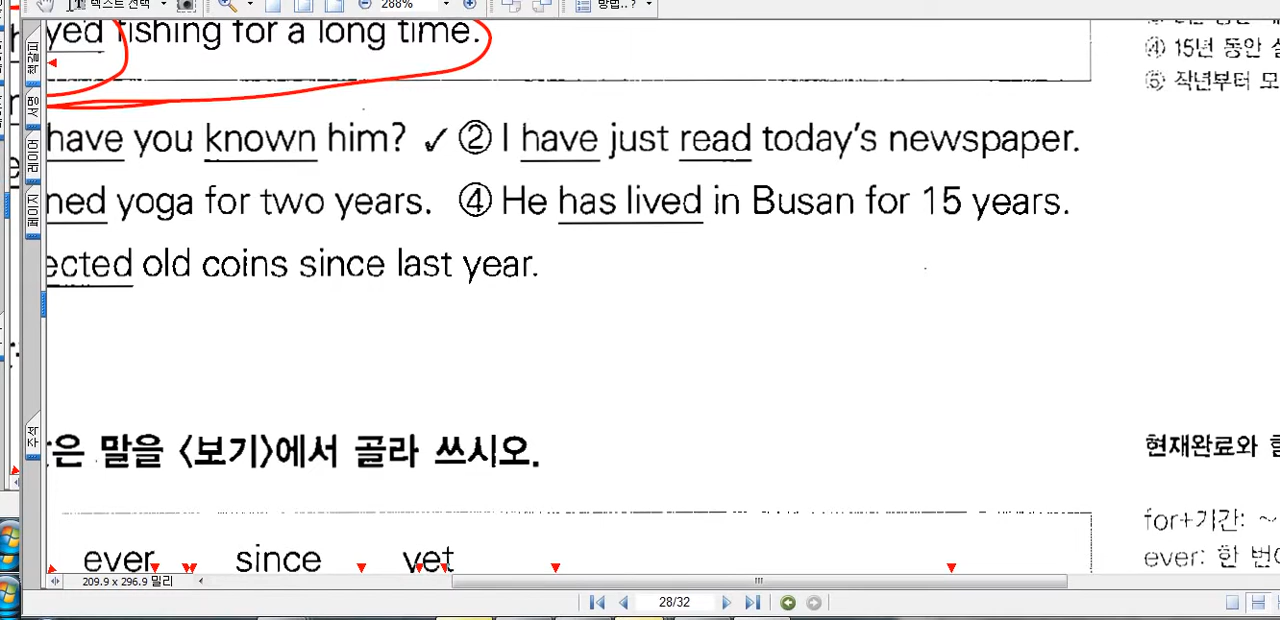 텍스트 선택 288% 방법..?
yed fishing for a long time.
④ 15년 동안
⑤ 작년부터 모
have you known him? ✓ ② I have just read today's newspaper.
ned yoga for two years. ④ He has lived in Busan for 15 years.
ected old coins since last year.
은 말을 〈보기〉에서 골라 쓰시오.
현재완료와
for+기간: ~
ever: 한 번
ever since yet
209.9 x 296.9 밀리
28/32